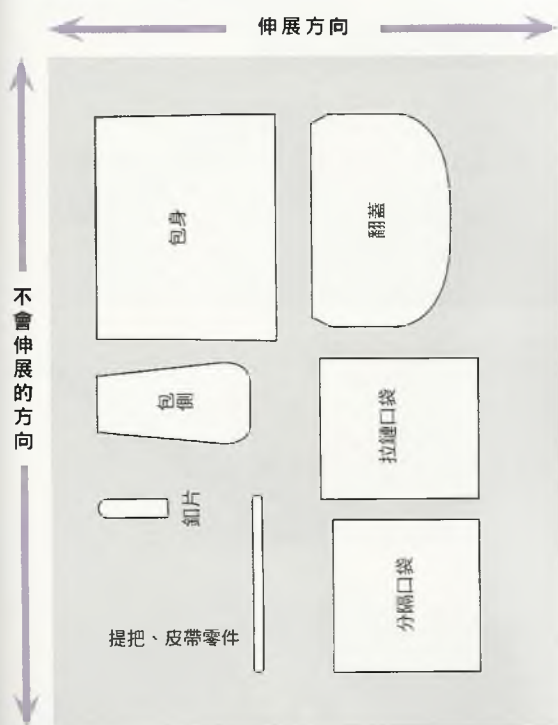 伸展方向
不會伸展的方向
包身
翻蓋
包側
拉鏈口袋
釦片
分隔口袋
提把、皮帶零件